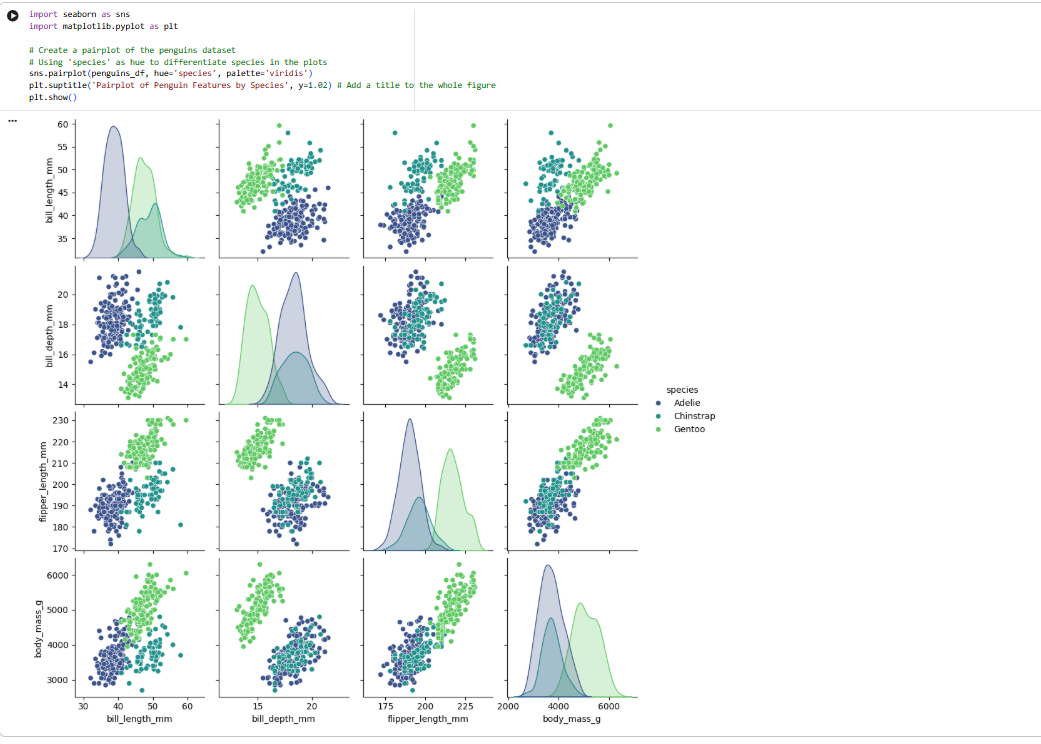 import seaborn as sns
import matplotlib.pyplot as plt
# Create a pairplot of the penguins dataset
# Using 'species' as hue to differentiate species in the plots
sns.pairplot(penguins_df, hue='species', palette='viridis')
plt.suptitle('Pairplot of Penguin Features by Species', y=1.02) # Add a title to the whole figure
plt.show()
...
60
55
50
45
40
35
bill_length_mm
20
18
16
14
bill_depth_mm
species
Adelie
Chinstrap
Gentoo
230
220
210
200
190
180
170
flipper_length_mm
6000
5000
4000
3000
body_mass_g
30 40 50 60
15 20
175 200 225
2000 4000 6000
bill_length_mm bill_depth_mm flipper_length_mm body_mass_g